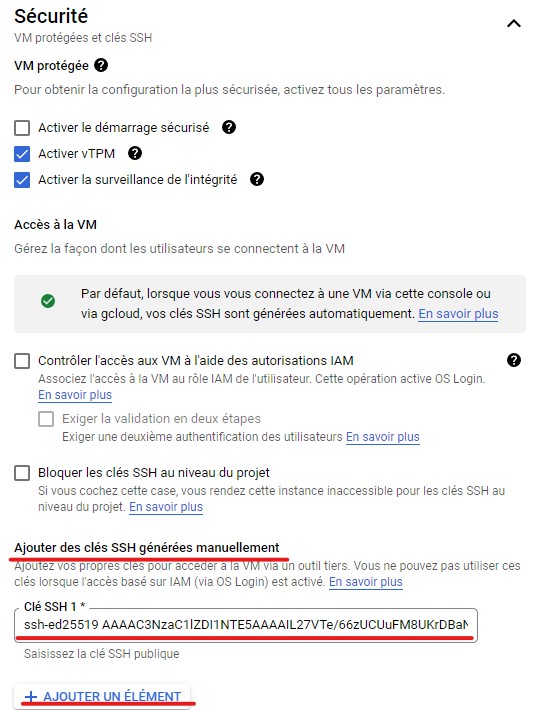 Sécurité
VM protégées et clés SSH
VM protégée
Pour obtenir la configuration la plus sécurisée, activez tous les paramètres.
Activer le démarrage sécurisé
Activer vTPM
Activer la surveillance de l'intégrité
Accès à la VM
Gérez la façon dont les utilisateurs se connectent à la VM
Par défaut, lorsque vous vous connectez à une VM via cette console ou
via gcloud, vos clés SSH sont générées automatiquement. En savoir plus
Contrôler l'accès aux VM à l'aide des autorisations IAM
Associez l'accès à la VM au rôle IAM de l'utilisateur. Cette opération active OS Login.
En savoir plus
Exiger la validation en deux étapes
Exiger une deuxième authentification des utilisateurs En savoir plus
Bloquer les clés SSH au niveau du projet
Si vous cochez cette case, vous rendez cette instance inaccessible pour les clés SSH au
niveau du projet. En savoir plus
Ajouter des clés SSH générées manuellement
Ajoutez vos propres clés pour accéder à la VM via un outil tiers. Vous ne pouvez pas utiliser ces
clés lorsque l'accès basé sur IAM (via OS Login) est activé. En savoir plus
Clé SSH 1 *
ssh-ed25519 AAAAC3NzaC1lZDI1NTE5AAAAIL27VTe/66zUCUuFM8UKrDBaN
Saisissez la clé SSH publique
+ AJOUTER UN ÉLÉMENT